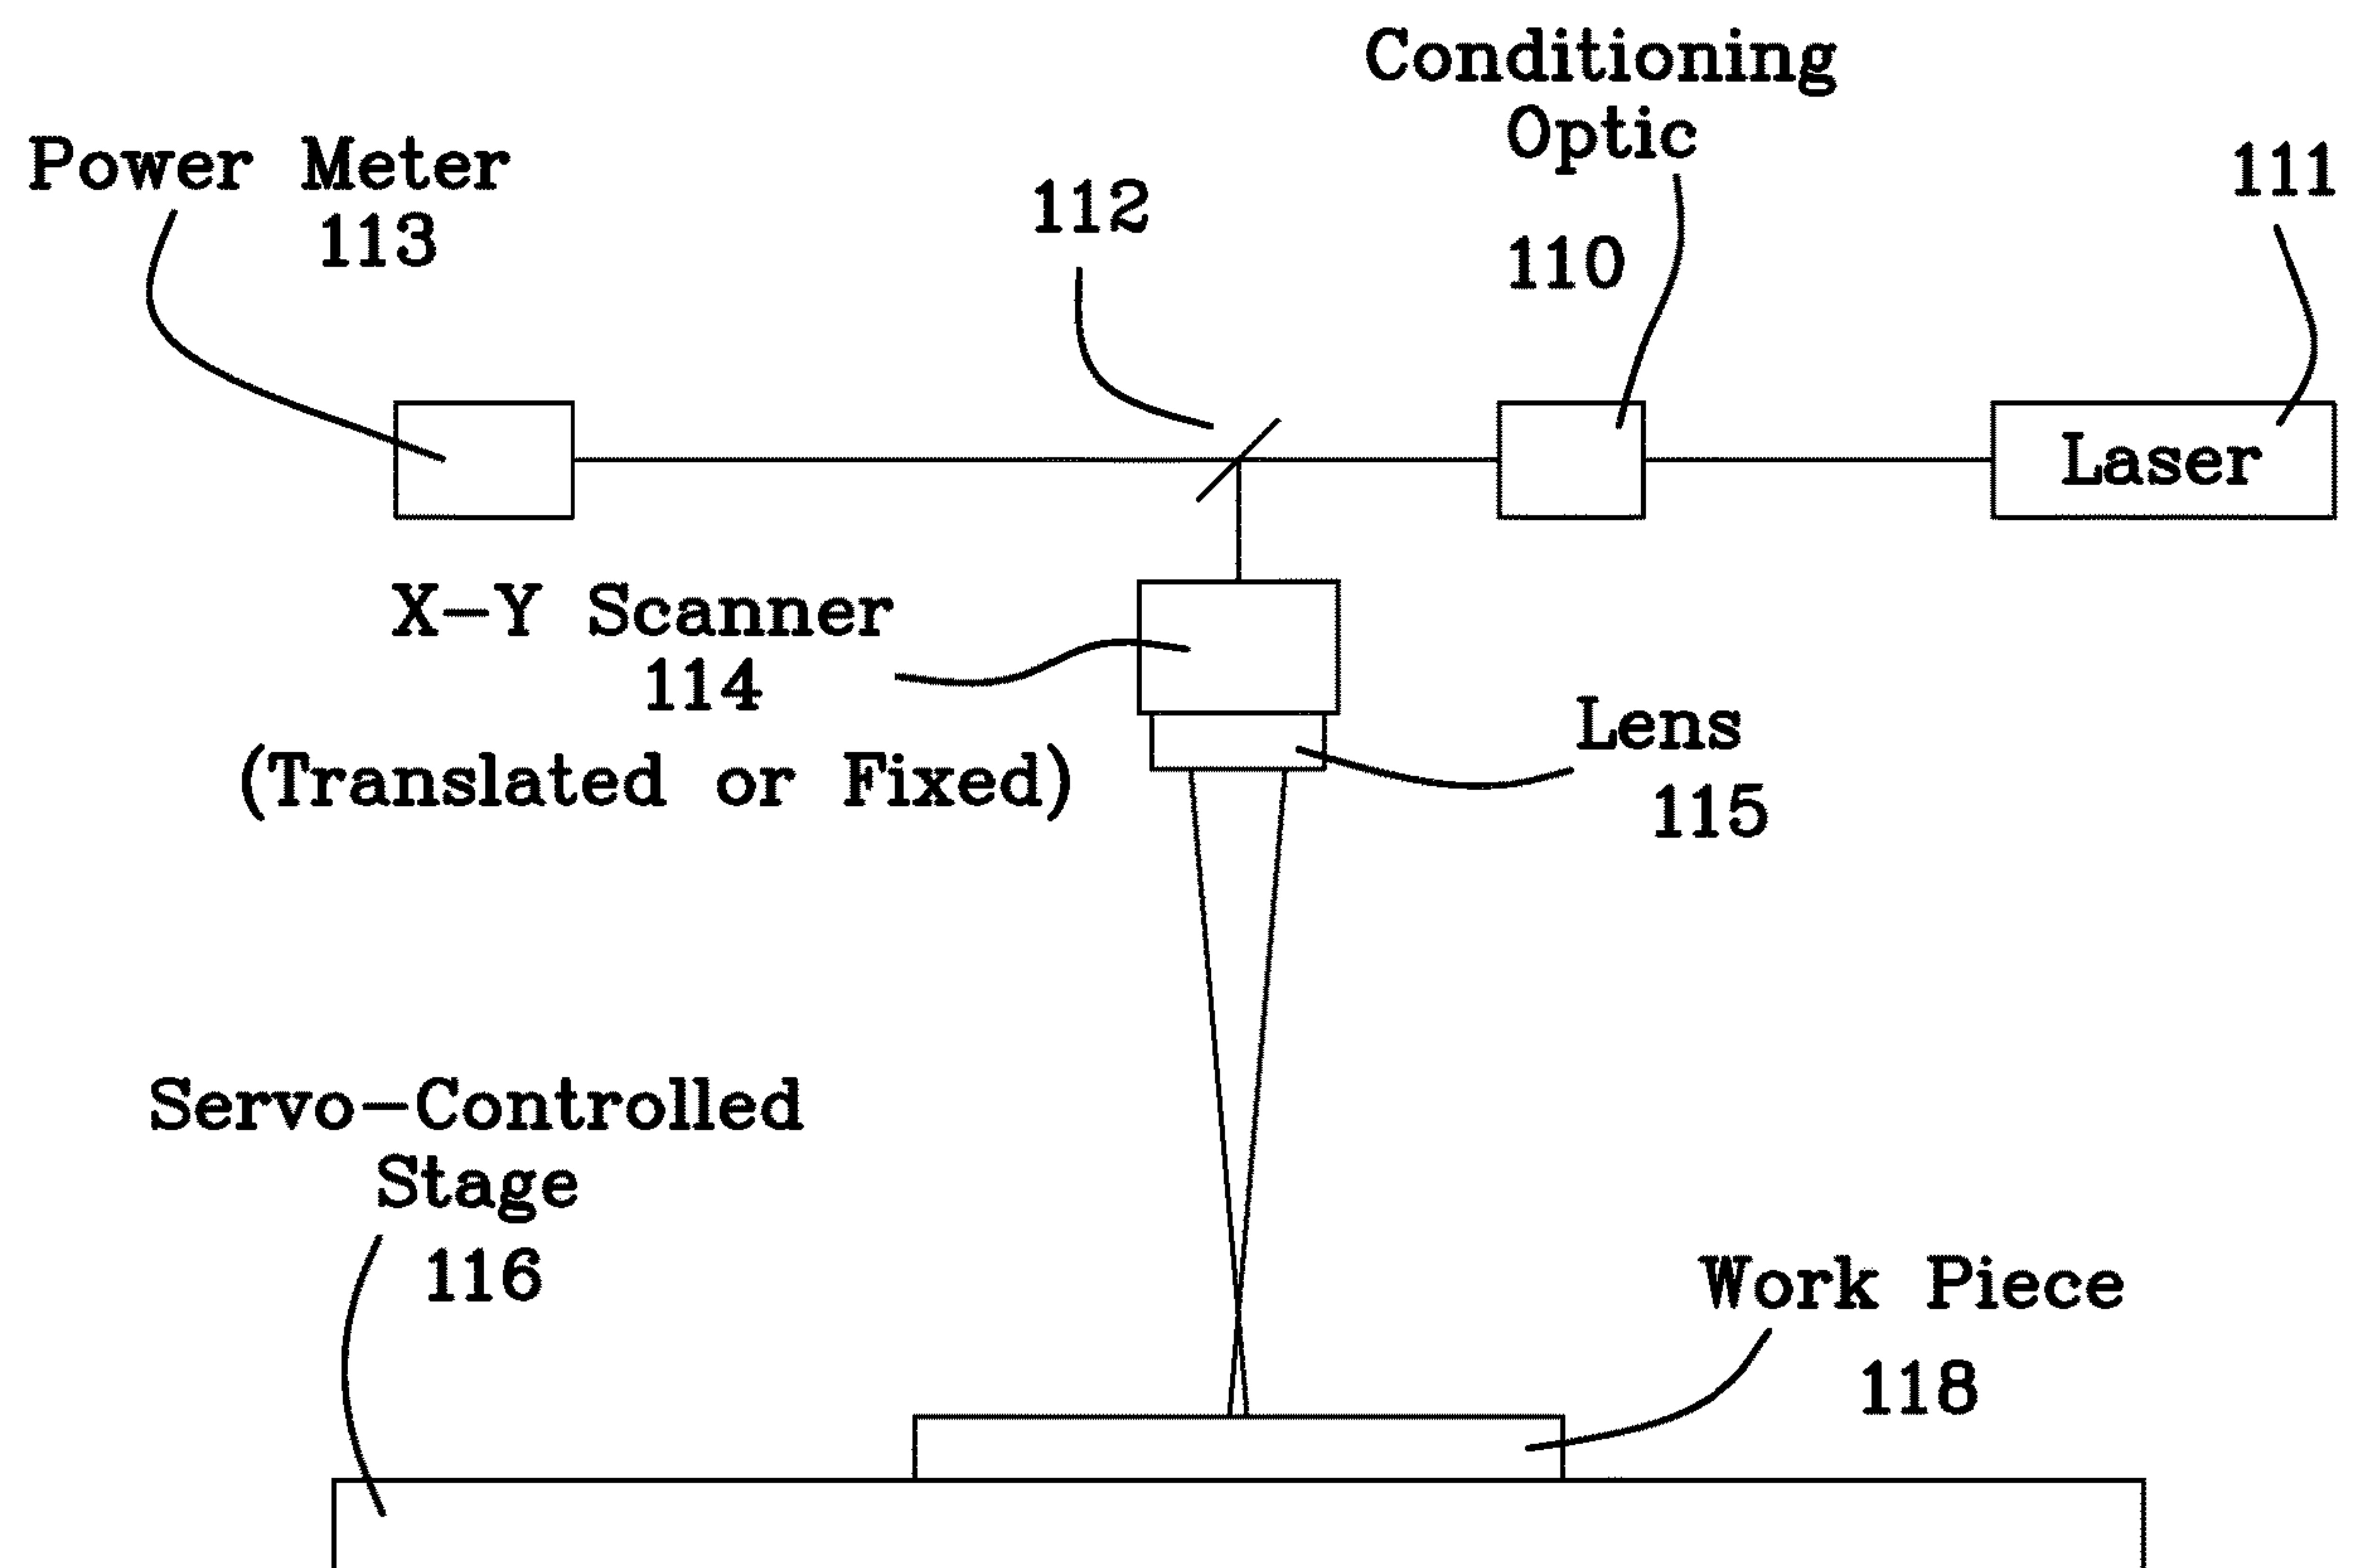 Conditioning
Optic
110
Power Meter
113
112
111
Laser
X-Y Scanner
114
(Translated or Fixed)
Lens
115
Servo-Controlled
Stage
116
Work Piece
118